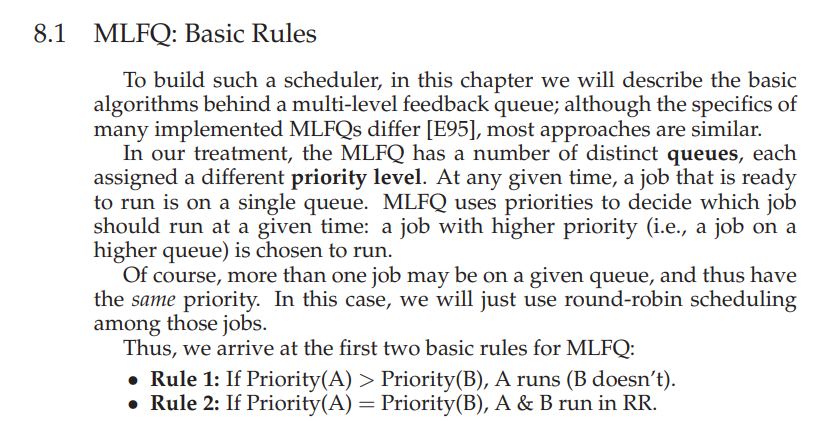 8.1 MLFQ: Basic Rules
To build such a scheduler, in this chapter we will describe the basic
algorithms behind a multi-level feedback queue; although the specifics of
many implemented MLFQs differ [E95], most approaches are similar.
In our treatment, the MLFQ has a number of distinct queues, each
assigned a different priority level. At any given time, a job that is ready
to run is on a single queue. MLFQ uses priorities to decide which job
should run at a given time: a job with higher priority (i.e., a job on a
higher queue) is chosen to run.
Of course, more than one job may be on a given queue, and thus have
the same priority. In this case, we will just use round-robin scheduling
among those jobs.
Thus, we arrive at the first two basic rules for MLFQ:
• Rule 1: If Priority(A) > Priority(B), A runs (B doesn't).
• Rule 2: If Priority(A) = Priority(B), A & B run in RR.